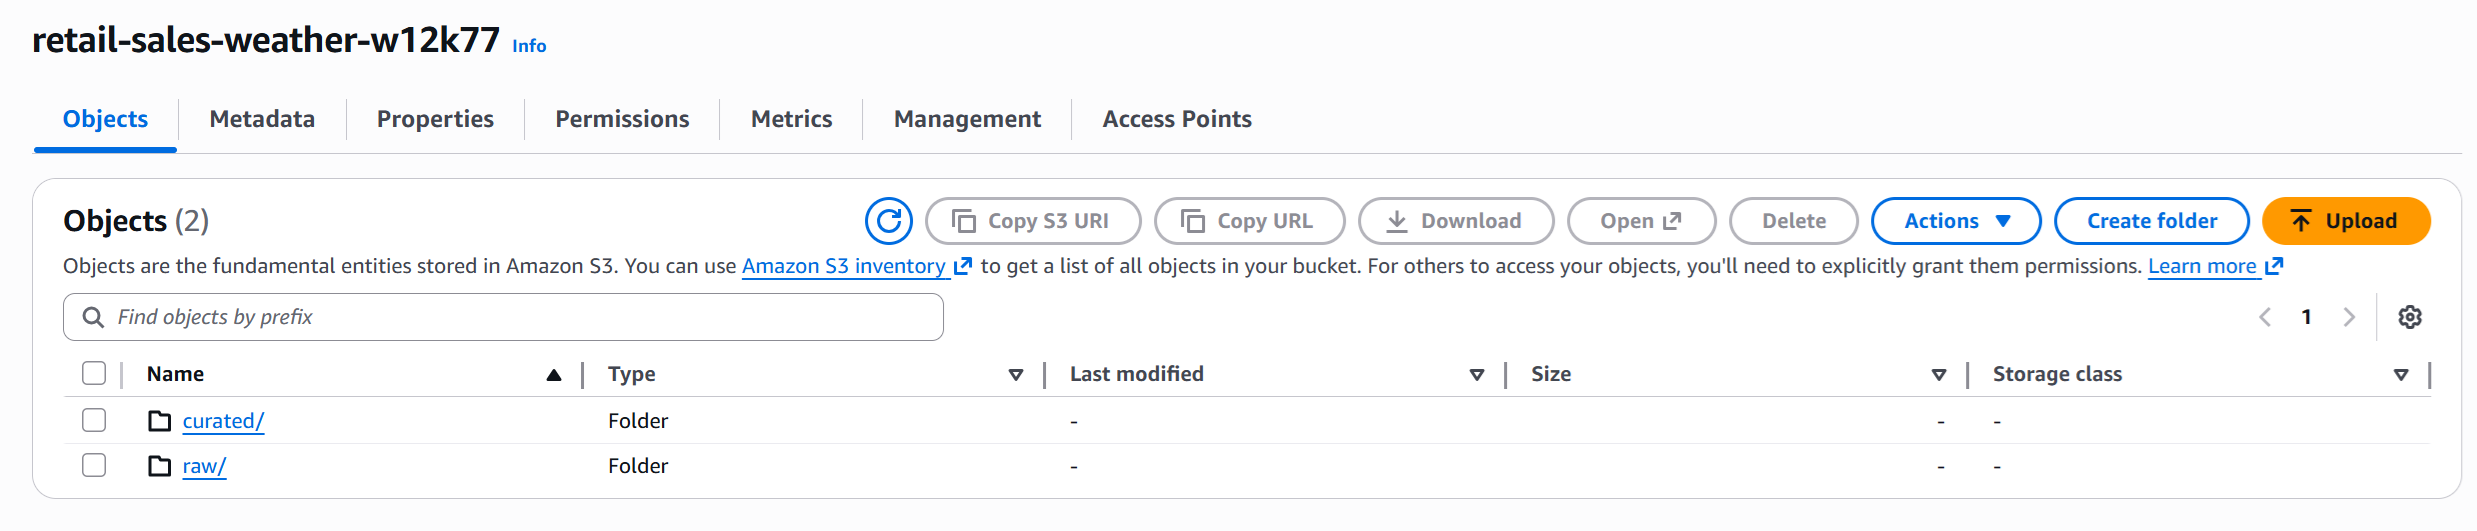 retail-sales-weather-w12k77 Info
Objects Metadata Properties Permissions Metrics Management Access Points
Objects (2) Copy S3 URI Copy URL Download Open Delete Actions Create folder Upload
Objects are the fundamental entities stored in Amazon S3. You can use Amazon S3 inventory to get a list of all objects in your bucket. For others to access your objects, you'll need to explicitly grant them permissions. Learn more
Find objects by prefix 1
Name Type Last modified Size Storage class
curated/ Folder - - -
raw/ Folder - - -